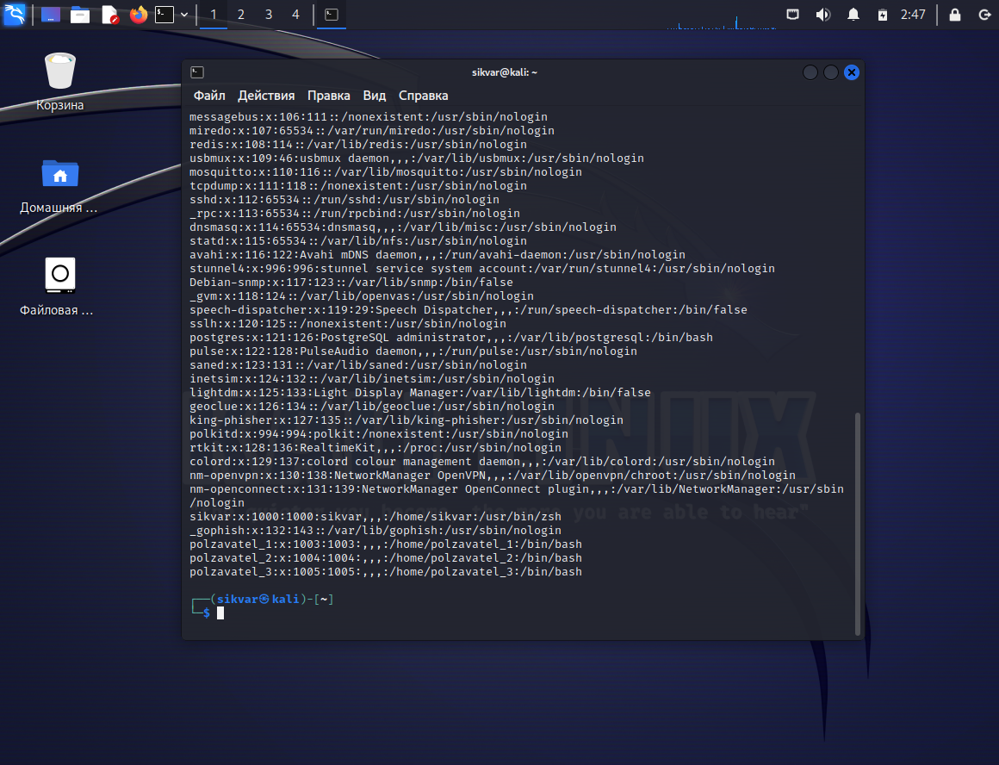 1 2 3 4
2:47
Корзина
Домашняя ...
Файловая ...
sikvar@kali: ~
Файл Действия Правка Вид Справка
messagebus:x:106:111::/nonexistent:/usr/sbin/nologin
miredo:x:107:65534::/var/run/miredo:/usr/sbin/nologin
redis:x:108:114::/var/lib/redis:/usr/sbin/nologin
usbmux:x:109:46:usbmux daemon,,,:/var/lib/usbmux:/usr/sbin/nologin
mosquitto:x:110:116::/var/lib/mosquitto:/usr/sbin/nologin
tcpdump:x:111:118::/nonexistent:/usr/sbin/nologin
sshd:x:112:65534::/run/sshd:/usr/sbin/nologin
_rpc:x:113:65534::/run/rpcbind:/usr/sbin/nologin
dnsmasq:x:114:65534:dnsmasq,,,:/var/lib/misc:/usr/sbin/nologin
statd:x:115:65534::/var/lib/nfs:/usr/sbin/nologin
avahi:x:116:122:Avahi mDNS daemon,,,:/run/avahi-daemon:/usr/sbin/nologin
stunnel4:x:996:996:stunnel service system account:/var/run/stunnel4:/usr/sbin/nologin
Debian-snmp:x:117:123::/var/lib/snmp:/bin/false
_gvm:x:118:124::/var/lib/openvas:/usr/sbin/nologin
speech-dispatcher:x:119:29:Speech Dispatcher,,,:/run/speech-dispatcher:/bin/false
sslh:x:120:125::/nonexistent:/usr/sbin/nologin
postgres:x:121:126:PostgreSQL administrator,,,:/var/lib/postgresql:/bin/bash
pulse:x:122:128:PulseAudio daemon,,,:/run/pulse:/usr/sbin/nologin
saned:x:123:131::/var/lib/saned:/usr/sbin/nologin
inetsim:x:124:132::/var/lib/inetsim:/usr/sbin/nologin
lightdm:x:125:133:Light Display Manager:/var/lib/lightdm:/bin/false
geoclue:x:126:134::/var/lib/geoclue:/usr/sbin/nologin
king-phisher:x:127:135::/var/lib/king-phisher:/usr/sbin/nologin
polkitd:x:994:994:polkit:/nonexistent:/usr/sbin/nologin
rtkit:x:128:136:RealtimeKit,,,:/proc:/usr/sbin/nologin
colord:x:129:137:colord colour management daemon,,,:/var/lib/colord:/usr/sbin/nologin
nm-openvpn:x:130:138:NetworkManager OpenVPN,,,:/var/lib/openvpn/chroot:/usr/sbin/nologin
nm-openconnect:x:131:139:NetworkManager OpenConnect plugin,,,:/var/lib/NetworkManager:/usr/sbin
/nologin
sikvar:x:1000:1000:sikvar,,,:/home/sikvar:/usr/bin/zsh
_gophish:x:132:143::/var/lib/gophish:/usr/sbin/nologin
polzavatel_1:x:1003:1003:,,,:/home/polzavatel_1:/bin/bash
polzavatel_2:x:1004:1004:,,,:/home/polzavatel_2:/bin/bash
polzavatel_3:x:1005:1005:,,,:/home/polzavatel_3:/bin/bash
you are able to hear"
┌──(sikvar㉿kali)-[~]
└─$